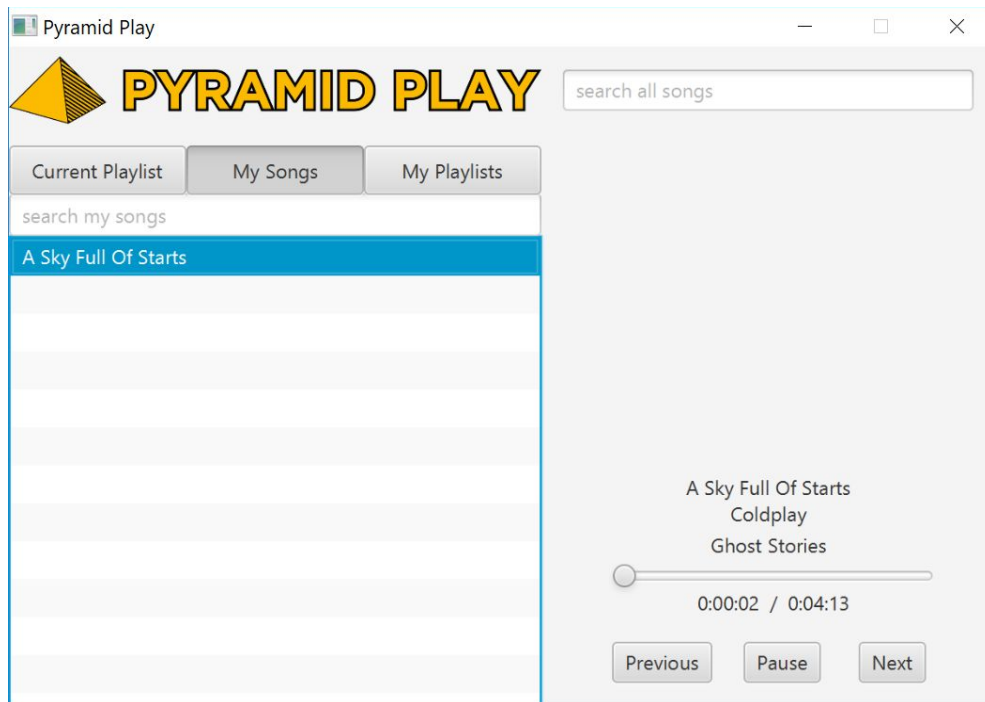 Pyramid Play
PYRAMID PLAY
search all songs
Current Playlist
My Songs
My Playlists
search my songs
A Sky Full Of Starts
A Sky Full Of Starts
Coldplay
Ghost Stories
0:00:02 / 0:04:13
Previous
Pause
Next